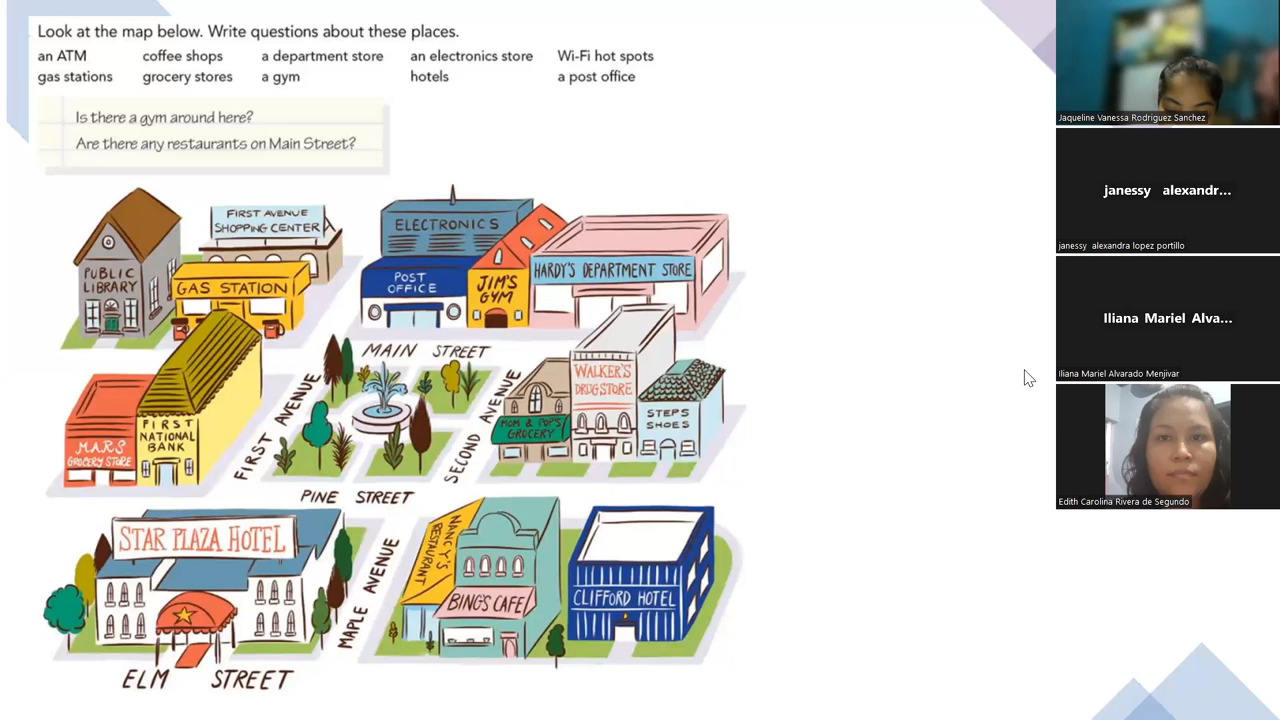 Look at the map below. Write questions about these places.
an ATM coffee shops a department store an electronics store Wi-Fi hot spots
gas stations grocery stores a gym hotels a post office
Is there a gym around here?
Are there any restaurants on Main Street?
PUBLIC
LIBRARY
FIRST AVENUE
SHOPPING CENTER
GAS STATION
ELECTRONICS
POST
OFFICE
JIM'S
GYM
HARDY'S DEPARTMENT STORE
MAIN STREET
FIRST AVENUE
SECOND AVENUE
MARS
GROCERY STORE
FIRST
NATIONAL
BANK
MOM & POP'S
GROCERY
WALKER'S
DRUGSTORE
STEPS
SHOES
PINE STREET
STAR PLAZA HOTEL
MAPLE AVENUE
NANCY'S
RESTAURANT
BING'S CAFE
CLIFFORD HOTEL
ELM STREET
Jaqueline Vanessa Rodriguez Sanchez
janessy alexandr...
janessy alexandra lopez portillo
Iliana Mariel Alva...
Iliana Mariel Alvarado Menjivar
Edith Carolina Rivera de Segundo